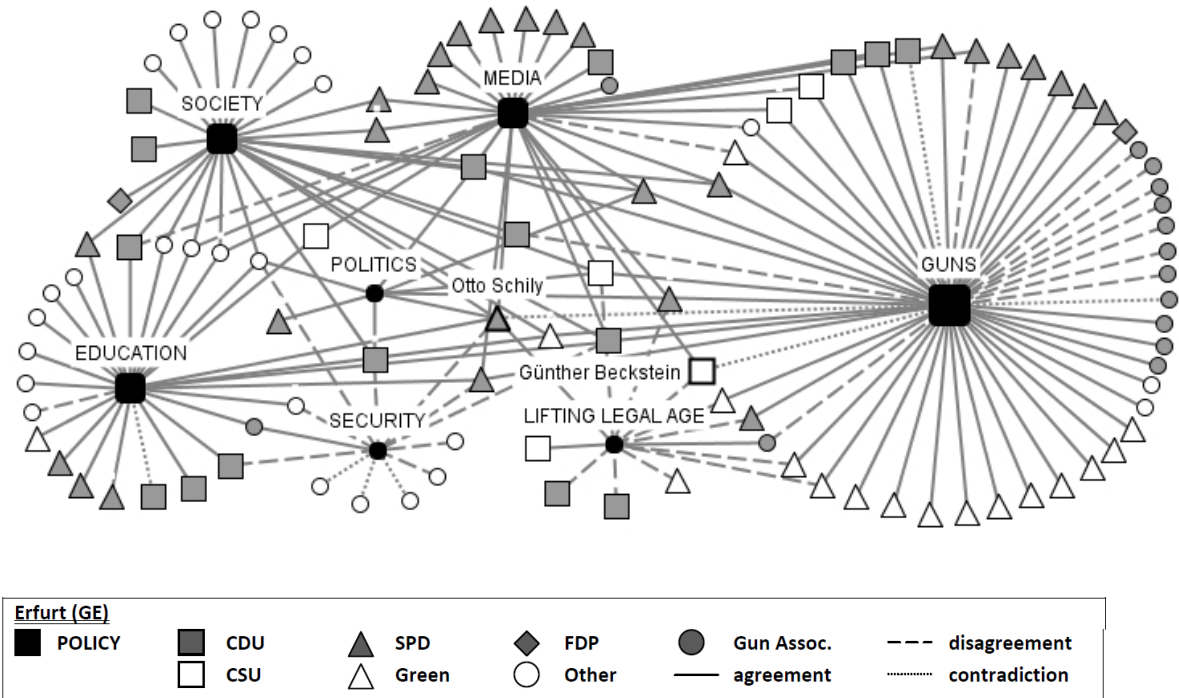 MEDIA
SOCIETY
POLITICS
GUNS
Otto Schily
EDUCATION
Günther Beckstein
SECURITY
LIFTING LEGAL AGE
Erfurt (GE)
POLICY CDU SPD FDP Gun Assoc. disagreement
CSU Green Other agreement contradiction